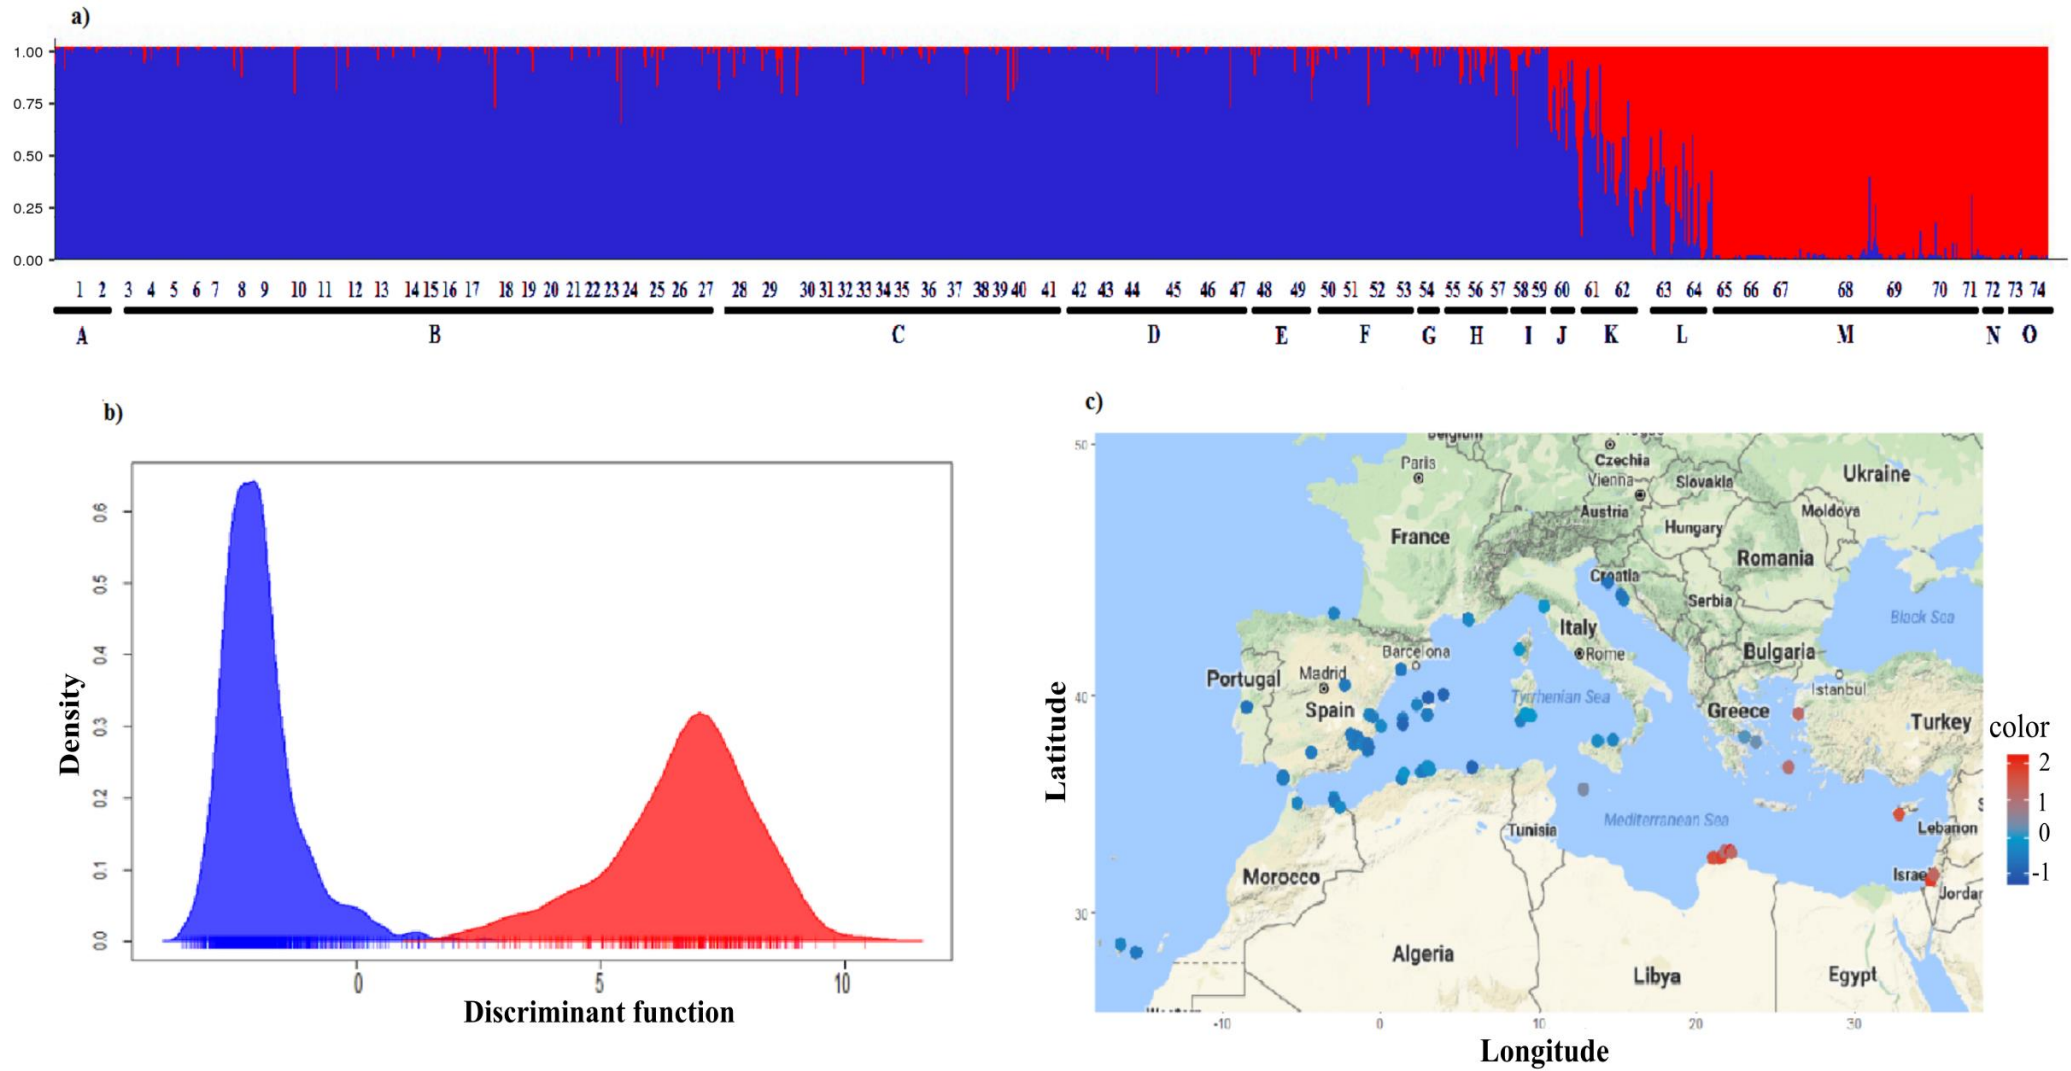 a)
1.00
0.75
0.50
0.25
0.00
1 2 3 4 5 6 7 8 9 10 11 12 13 14 15 16 17 18 19 20 21 22 23 24 25 26 27 28 29 30 31 32 33 34 35 36 37 38 39 40 41 42 43 44 45 46 47 48 49 50 51 52 53 54 55 56 57 58 59 60 61 62 63 64 65 66 67 68 69 70 71 72 73 74
A B C D E F G H I J K L M N O
b)
Density
0.6
0.5
0.4
0.3
0.2
0.1
0.0
0 5 10
Discriminant function
c)
Latitude
50
40
30
Belgium
Paris
Czechia
Vienna
Slovakia
Ukraine
Austria
Moldova
France
Hungary
Romania
Croatia
Serbia
Black Sea
Italy
Barcelona
Rome
Bulgaria
Portugal
Madrid
Istanbul
Spain
Tyrrhenian Sea
Greece
Turkey
Mediterranean Sea
Tunisia
Lebanon
Morocco
Israel
Jordan
Algeria
Libya
Egypt
-10 0 10 20 30
Longitude
color
2
1
0
-1